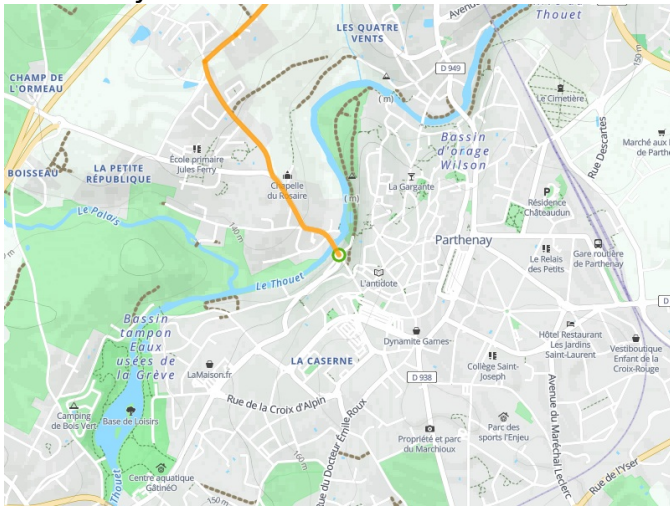 Avenue
Thouet
LES QUATRE
VENTS
D 949
150 m
CHAMP DE
L'ORMEAU
( m)
Le Cimetière
Bassin
d'orage
Wilson
Rue Descartes
Marché aux
de Parth
École primaire
Jules Ferry
BOISSEAU
LA PETITE
RÉPUBLIQUE
Chapelle
du Rosaire
La Gargante
P
Résidence
Châteaudun
( m)
Le Palais
140 m
Parthenay
Le Relais
des Petits
Gare routière
de Parthenay
Le Thouet
L'antidote
D
Bassin
tampon
Eaux
usées de
la Grève
Dynamite Games
Hôtel Restaurant
Les Jardins
Saint-Laurent
Vestiboutique
Enfant de la
Croix-Rouge
LA CASERNE
LaMaison.fr
Collège Saint-
Joseph
D 938
Rue de la Croix d'Alpin
Camping
de Bois Vert
Base de Loisirs
Rue du Docteur Émile Roux
Propriété et parc
du Marchioux
Parc des
sports l'Enjeu
Avenue du Maréchal Leclerc
160 m
Centre aquatique
GâtinéO
Rue de l'Yser
Thouet
150 m